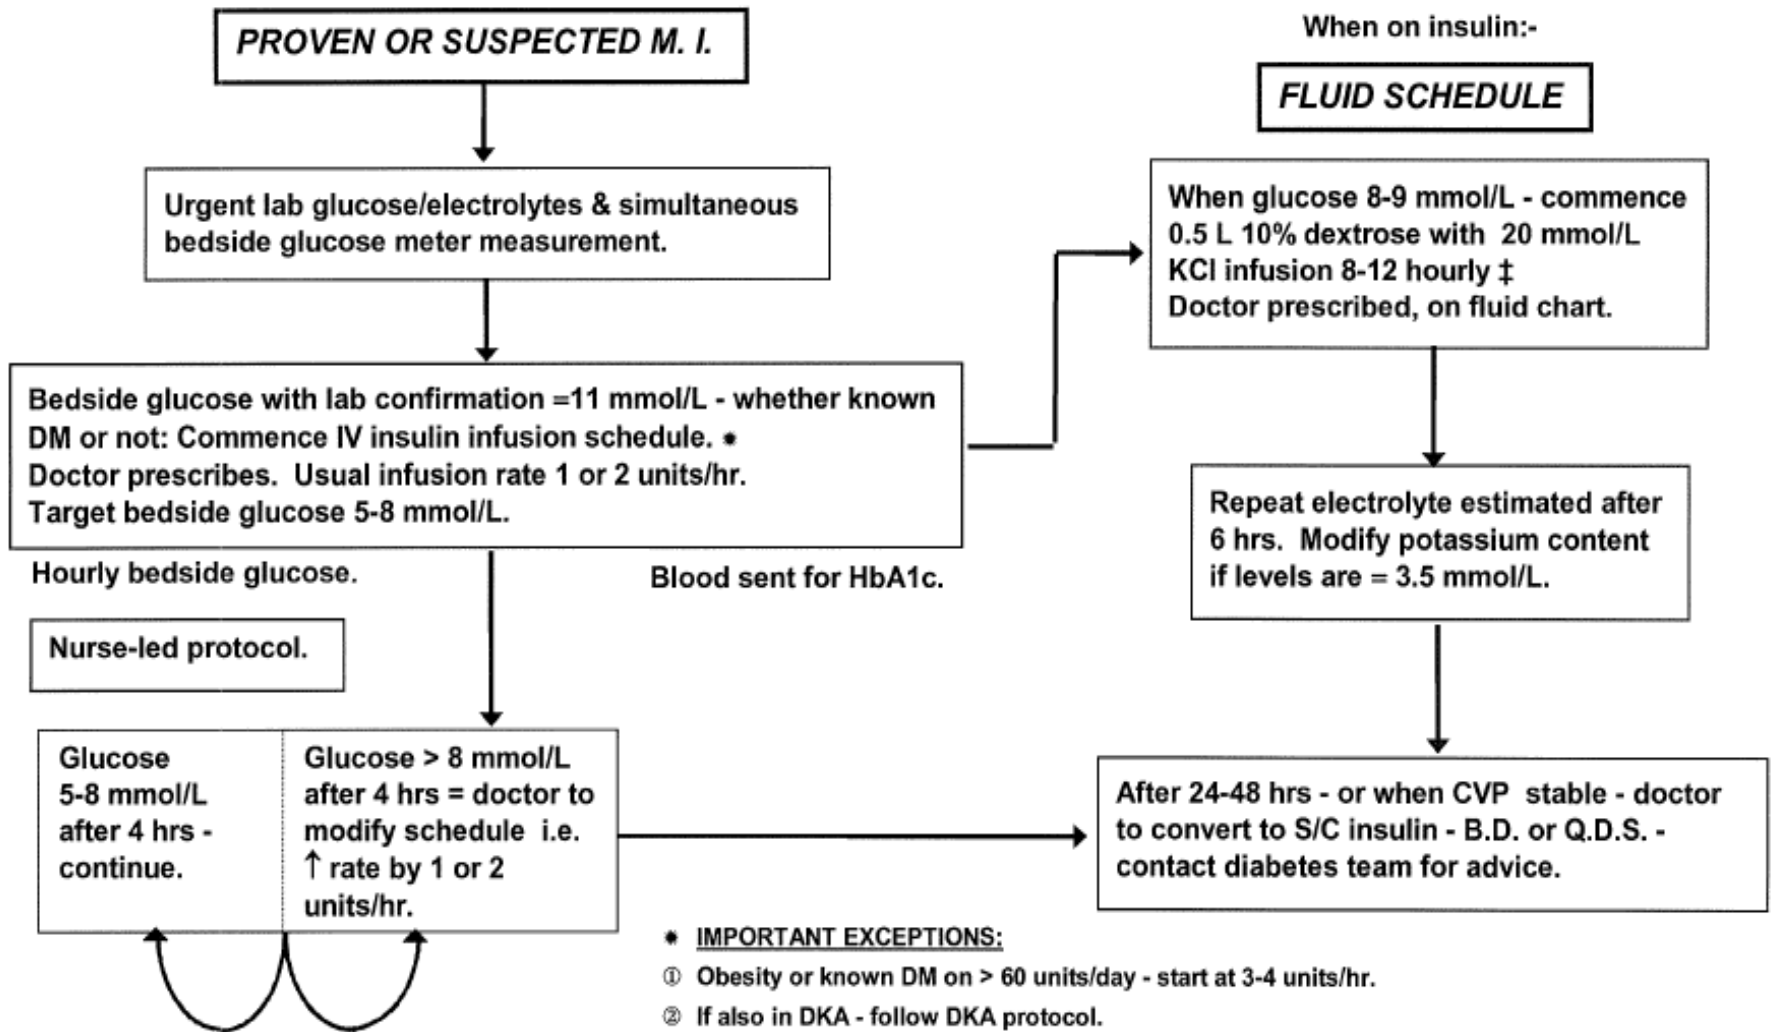 PROVEN OR SUSPECTED M. I.
Urgent lab glucose/electrolytes & simultaneous
bedside glucose meter measurement.
Bedside glucose with lab confirmation =11 mmol/L - whether known
DM or not: Commence IV insulin infusion schedule. ✷
Doctor prescribes. Usual infusion rate 1 or 2 units/hr.
Target bedside glucose 5-8 mmol/L.
Hourly bedside glucose.
Blood sent for HbA1c.
Nurse-led protocol.
Glucose
5-8 mmol/L
after 4 hrs -
continue.
Glucose > 8 mmol/L
after 4 hrs = doctor to
modify schedule i.e.
↑ rate by 1 or 2
units/hr.
When on insulin:-
FLUID SCHEDULE
When glucose 8-9 mmol/L - commence
0.5 L 10% dextrose with 20 mmol/L
KCl infusion 8-12 hourly ‡
Doctor prescribed, on fluid chart.
Repeat electrolyte estimated after
6 hrs. Modify potassium content
if levels are = 3.5 mmol/L.
After 24-48 hrs - or when CVP stable - doctor
to convert to S/C insulin - B.D. or Q.D.S. -
contact diabetes team for advice.
✷ IMPORTANT EXCEPTIONS:
① Obesity or known DM on > 60 units/day - start at 3-4 units/hr.
② If also in DKA - follow DKA protocol.